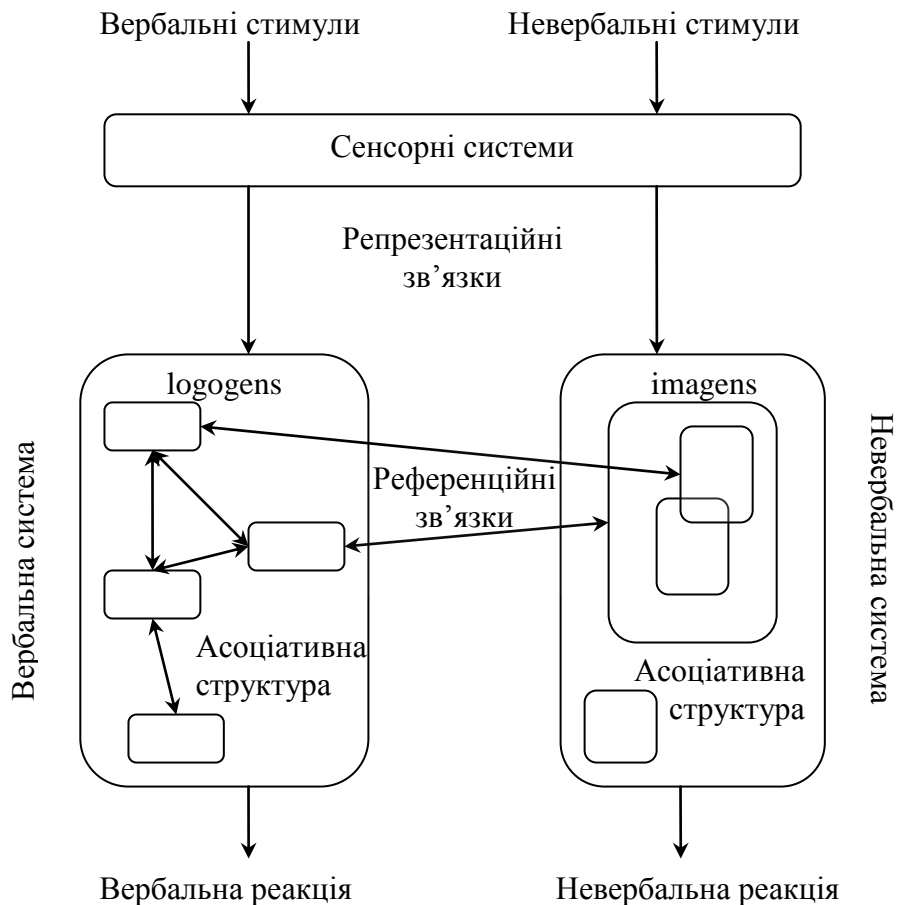 Вербальні стимули
Невербальні стимули
Сенсорні системи
Репрезентаційні
зв’язки
logogens
imagens
Вербальна система
Референційні
зв’язки
Невербальна система
Асоціативна
структура
Асоціативна
структура
Вербальна реакція
Невербальна реакція